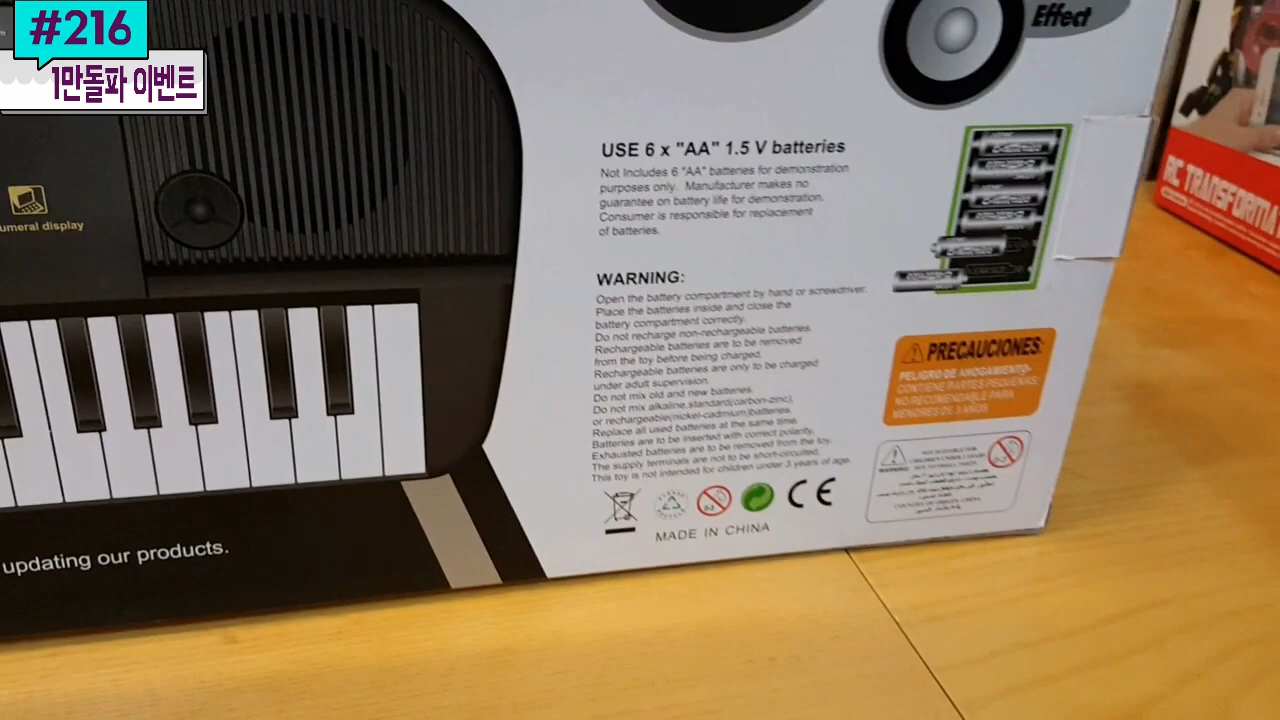 #216
1만돌파 이벤트
Effect
USE 6 x "AA" 1.5 V batteries
Not Includes 6 "AA" batteries for demonstration
purposes only. Manufacturer makes no
guarantee on battery life for demonstration.
Consumer is responsible for replacement
of batteries.
RC TRANSFORMA
umeral display
WARNING:
Open the battery compartment by hand or screwdriver.
Place the batteries inside and close the
battery compartment correctly.
Do not recharge non-rechargeable batteries.
Rechargeable batteries are to be removed
from the toy before being charged.
Rechargeable batteries are only to be charged
under adult supervision.
Do not mix old and new batteries.
Do not mix alkaline,standard(carbon-zinc),
or rechargeable(nickel-cadmium)batteries.
Replace all used batteries at the same time.
Batteries are to be inserted with correct polarity.
Exhausted batteries are to be removed from the toy.
The supply terminals are not to be short-circuited.
This toy is not intended for children under 3 years of age.
PRECAUCIONES:
PELIGRO DE AHOGAMIENTO-
CONTIENE PARTES PEQUEÑAS:
NO RECOMENDABLE PARA
MENORES DE 3 AÑOS
0-3
CE
MADE IN CHINA
updating our products.